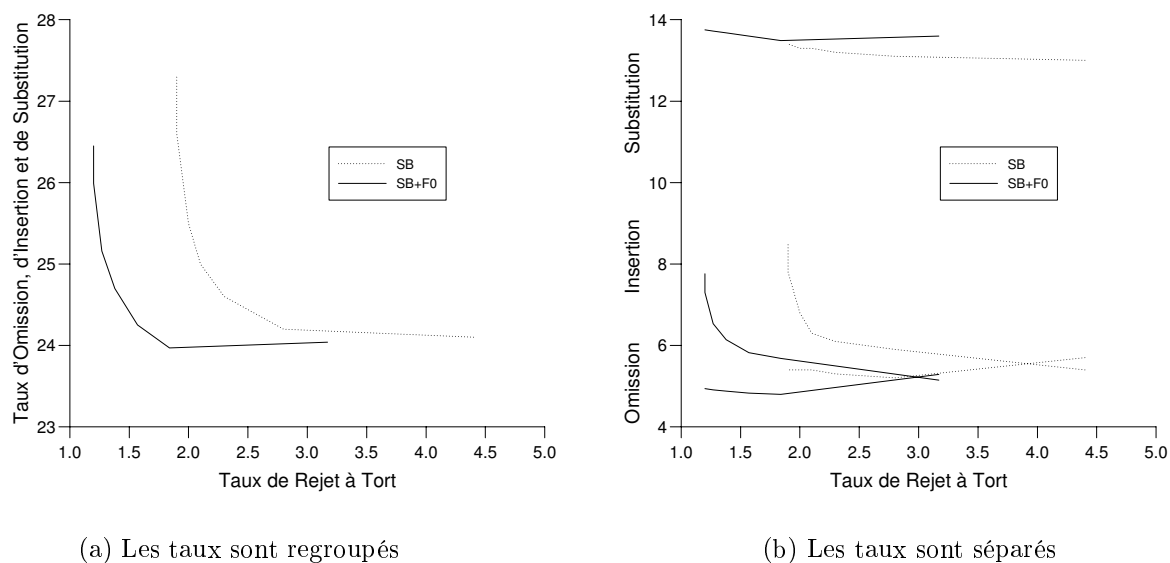 28
27
26
25
24
23
Taux d'Omission, d'Insertion et de Substitution
SB
SB+F0
1.0 1.5 2.0 2.5 3.0 3.5 4.0 4.5 5.0
Taux de Rejet à Tort
(a) Les taux sont regroupés
14
12
10
8
6
4
Omission Insertion Substitution
SB
SB+F0
1.0 1.5 2.0 2.5 3.0 3.5 4.0 4.5 5.0
Taux de Rejet à Tort
(b) Les taux sont séparés